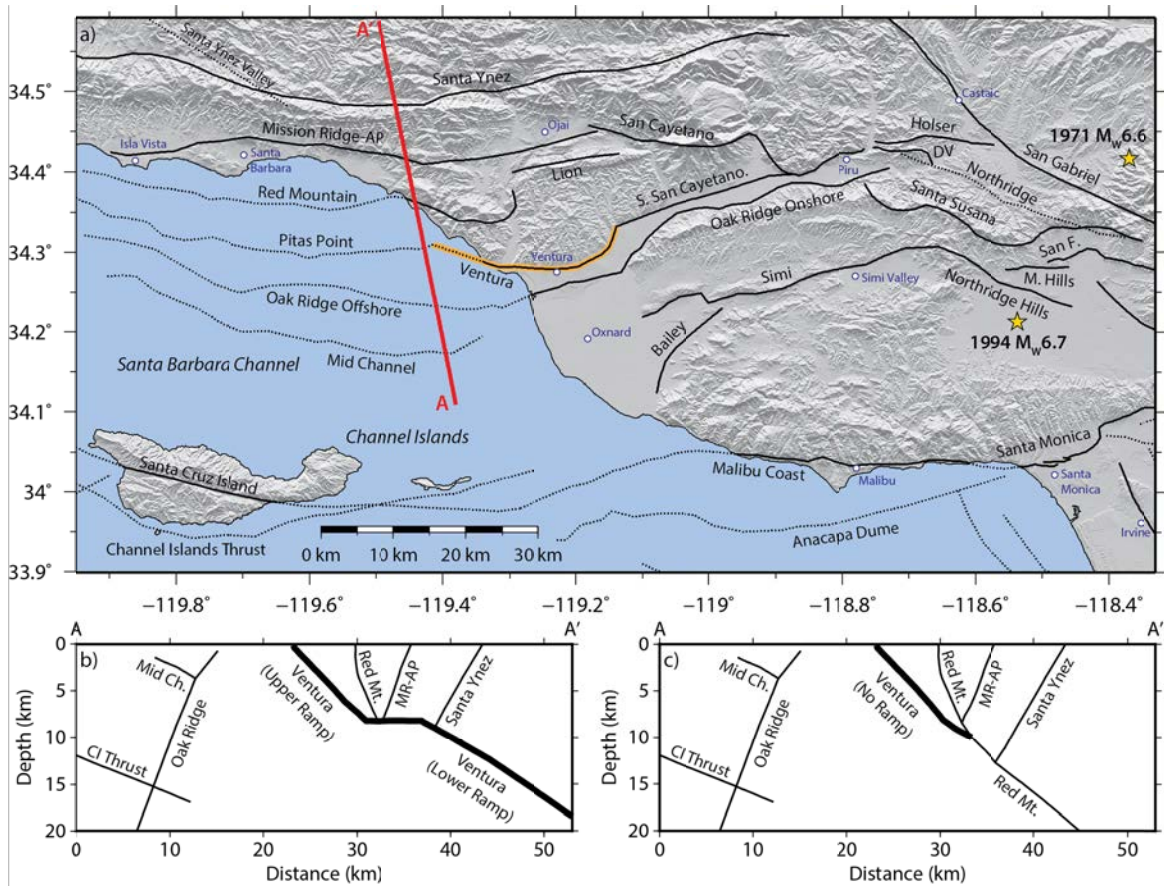 a)
A'
Santa Ynez Valley
Santa Ynez
Castaic
34.5°
Mission Ridge-AP
Ojai
San Cayetano
Holser
1971 Mw6.6
Isla Vista
Santa
Barbara
DV
San Gabriel
34.4°
Lion
Piru
Northridge
Red Mountain
S. San Cayetano.
Santa Susana
Oak Ridge Onshore
34.3°
Pitas Point
Ventura
Ventura
San F.
Simi
Simi Valley
M. Hills
Oak Ridge Offshore
Northridge Hills
34.2°
Oxnard
Bailey
1994 Mw6.7
Santa Barbara Channel
Mid Channel
34.1°
A
Channel Islands
Santa Monica
Santa Cruz Island
Malibu Coast
34°
Malibu
Santa
Monica
Channel Islands Thrust
0 km
10 km
20 km
30 km
Anacapa Dume
Irvine
33.9°
−119.8°
−119.6°
−119.4°
−119.2°
−119°
−118.8°
−118.6°
−118.4°
A
A'
b)
0
5
10
15
20
Depth (km)
Mid Ch.
Oak Ridge
CI Thrust
Ventura
(Upper Ramp)
Red Mt.
MR-AP
Santa Ynez
Ventura
(Lower Ramp)
0
10
20
30
40
50
Distance (km)
A
A'
c)
0
5
10
15
20
Depth (km)
Mid Ch.
Oak Ridge
CI Thrust
Ventura
(No Ramp)
Red Mt.
MR-AP
Santa Ynez
Red Mt.
0
10
20
30
40
50
Distance (km)